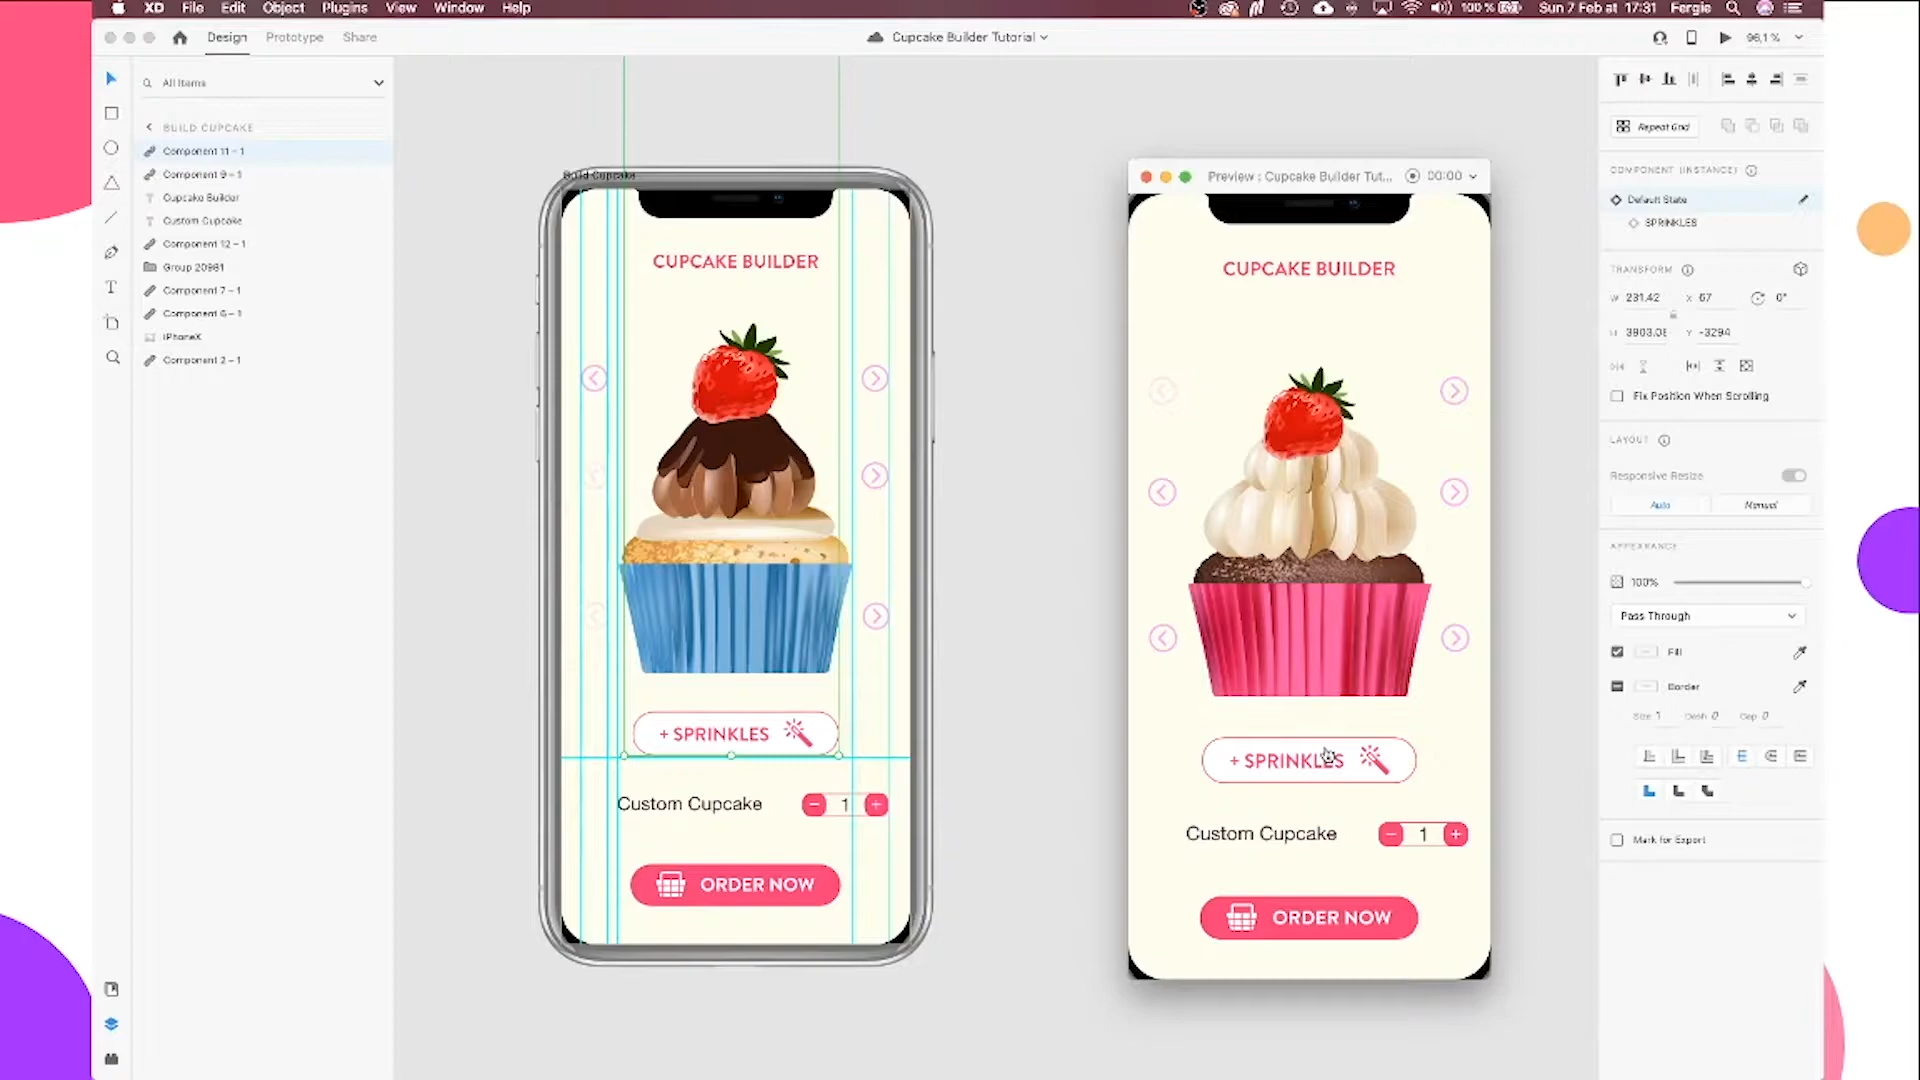 XD File Edit Object Plugins View Window Help 100% Sun 7 Feb at 17:31 Fergie
Design Prototype Share Cupcake Builder Tutorial 96,1%
All Items
BUILD CUPCAKE
Component 11 – 1
Component 9 – 1
Cupcake Builder
Custom Cupcake
Component 12 – 1
Group 20981
Component 7 – 1
Component 6 – 1
iPhoneX
Component 2 – 1
Build Cupcake
CUPCAKE BUILDER
+ SPRINKLES
Custom Cupcake − 1 +
ORDER NOW
Preview : Cupcake Builder Tut... 00:00
CUPCAKE BUILDER
+ SPRINKLES
Custom Cupcake − 1 +
ORDER NOW
Repeat Grid
COMPONENT (INSTANCE)
Default State
SPRINKLES
TRANSFORM
W 231,42 X 67 0°
H 3903,08 Y -3294
Fix Position When Scrolling
LAYOUT
Responsive Resize
Auto Manual
APPEARANCE
100%
Pass Through
Fill
Border
Size 1 Dash 0 Gap 0
Mark for Export